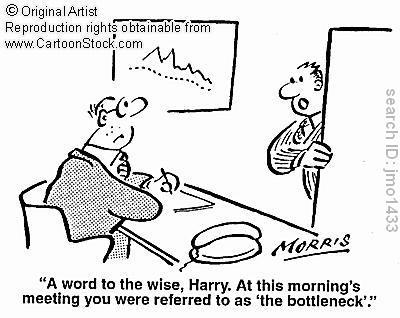 © Original Artist
Reproduction rights obtainable from
www.CartoonStock.com
search ID: jmo1433
MORRIS
"A word to the wise, Harry. At this morning's
meeting you were referred to as 'the bottleneck'."